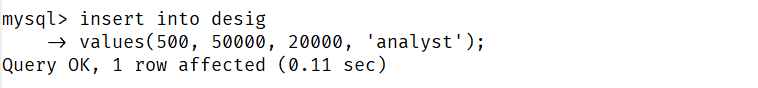 mysql> insert into desig
    → values(500, 50000, 20000, 'analyst');
Query OK, 1 row affected (0.11 sec)